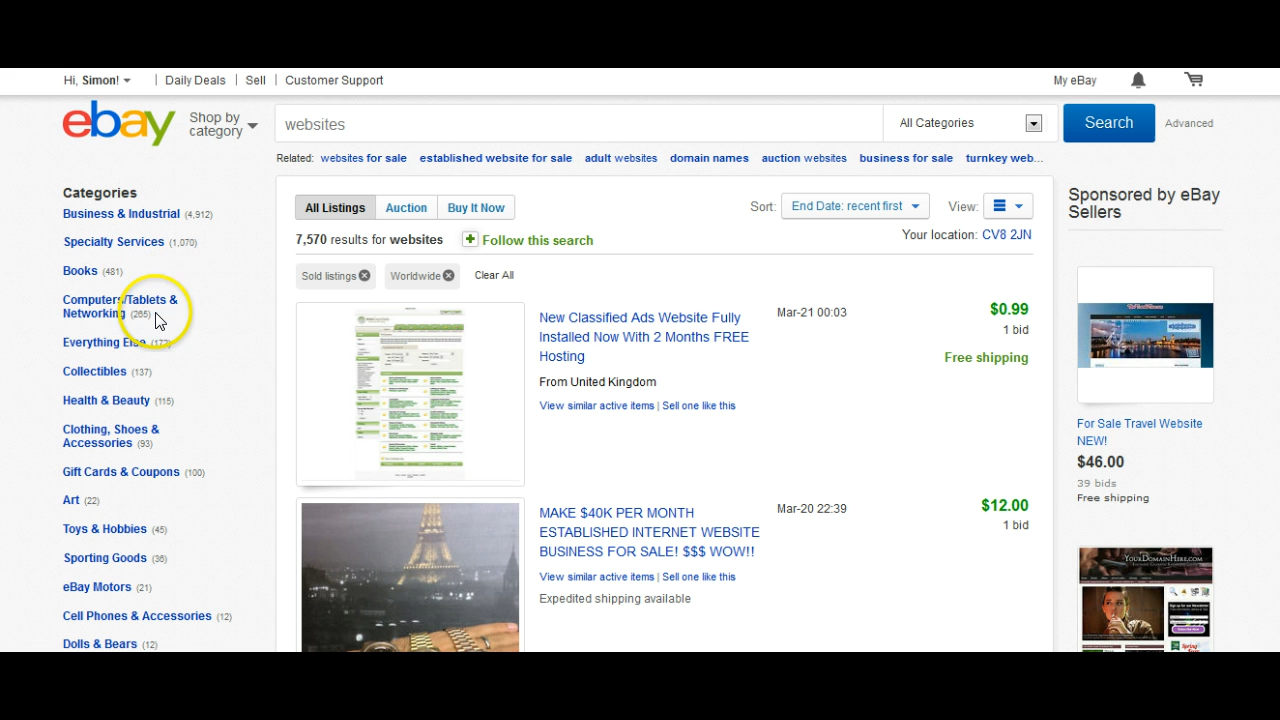 Hi, Simon!
Daily Deals
Sell
Customer Support
My eBay
ebay
Shop by
category
websites
All Categories
Search
Advanced
Related: websites for sale established website for sale adult websites domain names auction websites business for sale turnkey web...
Categories
Business & Industrial (4,912)
Specialty Services (1,070)
Books (481)
Computers/Tablets &
Networking (265)
Everything Else (172)
Collectibles (137)
Health & Beauty (115)
Clothing, Shoes &
Accessories (93)
Gift Cards & Coupons (100)
Art (22)
Toys & Hobbies (45)
Sporting Goods (36)
eBay Motors (21)
Cell Phones & Accessories (12)
Dolls & Bears (12)
All Listings
Auction
Buy It Now
Sort: End Date: recent first
View:
7,570 results for websites
Follow this search
Your location: CV8 2JN
Sold listings
Worldwide
Clear All
New Classified Ads Website Fully
Installed Now With 2 Months FREE
Hosting
From United Kingdom
View similar active items | Sell one like this
Mar-21 00:03
$0.99
1 bid
Free shipping
MAKE $40K PER MONTH
ESTABLISHED INTERNET WEBSITE
BUSINESS FOR SALE! $$$ WOW!!
View similar active items | Sell one like this
Expedited shipping available
Mar-20 22:39
$12.00
1 bid
Sponsored by eBay
Sellers
For Sale Travel Website
NEW!
$46.00
39 bids
Free shipping
YOURDOMAINHERE.COM